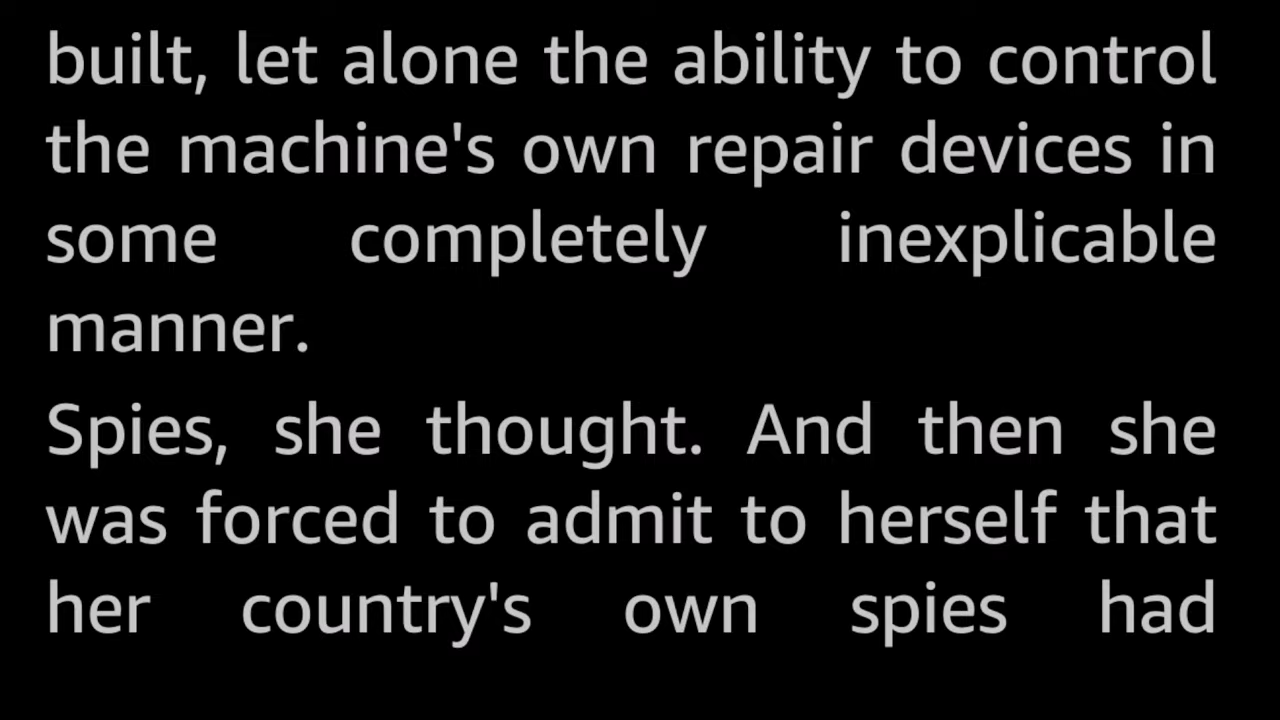 built, let alone the ability to control
the machine's own repair devices in
some completely inexplicable
manner.
Spies, she thought. And then she
was forced to admit to herself that
her country's own spies had